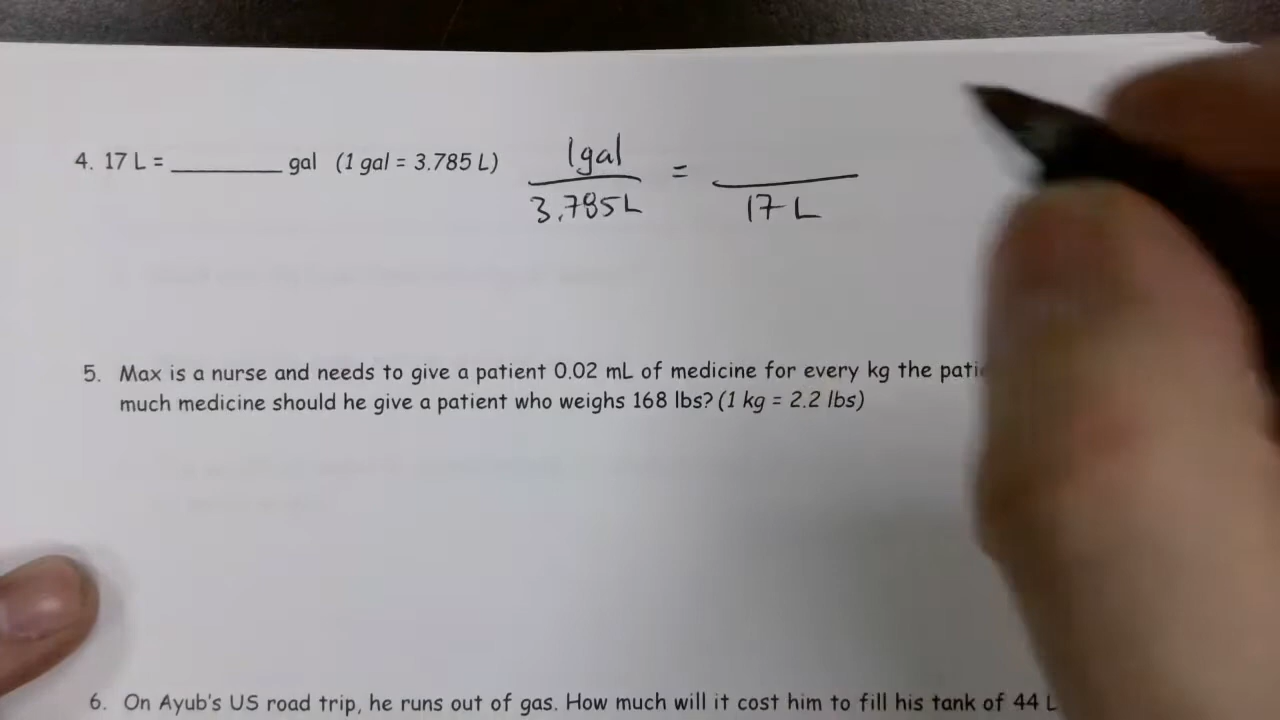 4. 17 L = ________ gal (1 gal = 3.785 L) 1gal / 3.785L = / 17 L
5. Max is a nurse and needs to give a patient 0.02 mL of medicine for every kg the
much medicine should he give a patient who weighs 168 lbs? (1 kg = 2.2 lbs)
6. On Ayub's US road trip, he runs out of gas. How much will it cost him to fill his tank of 44 L